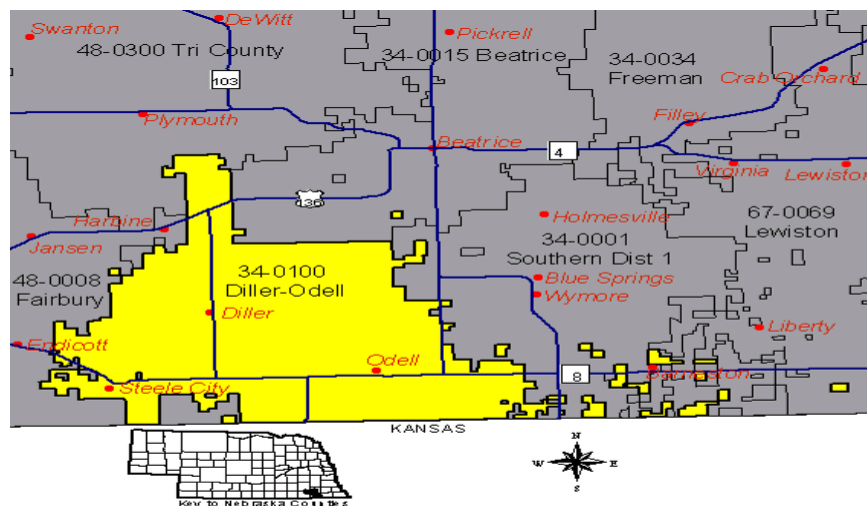 DeWitt
Swanton
Pickrell
48-0300 Tri County
34-0015 Beatrice
34-0034
Freeman
Crab Orchard
103
Plymouth
Filley
Beatrice
4
Virginia
Lewiston
136
Harbine
Holmesville
67-0069
Lewiston
Jansen
34-0001
Southern Dist 1
48-0008
Fairbury
34-0100
Diller-Odell
Blue Springs
Wymore
Diller
Liberty
Endicott
Odell
Barneston
8
Steele City
KANSAS
N
W
E
S
Key to Nebraska Counties